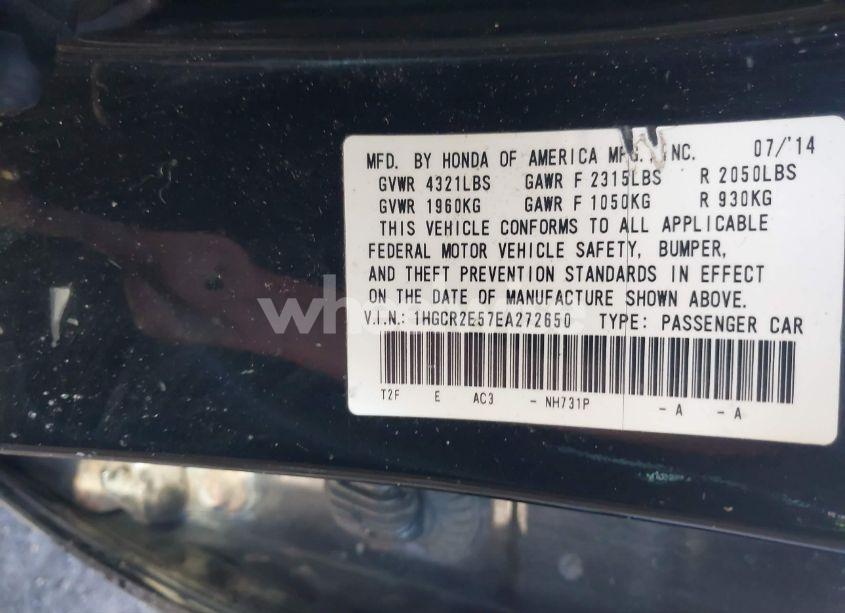 MFD. BY HONDA OF AMERICA MFG. INC. 07/'14
GVWR 4321LBS GAWR F 2315LBS R 2050LBS
GVWR 1960KG GAWR F 1050KG R 930KG
THIS VEHICLE CONFORMS TO ALL APPLICABLE
FEDERAL MOTOR VEHICLE SAFETY, BUMPER,
AND THEFT PREVENTION STANDARDS IN EFFECT
ON THE DATE OF MANUFACTURE SHOWN ABOVE.
V.I.N.: 1HGCR2E57EA272650 TYPE: PASSENGER CAR
T2F E AC3 - NH731P - A - A